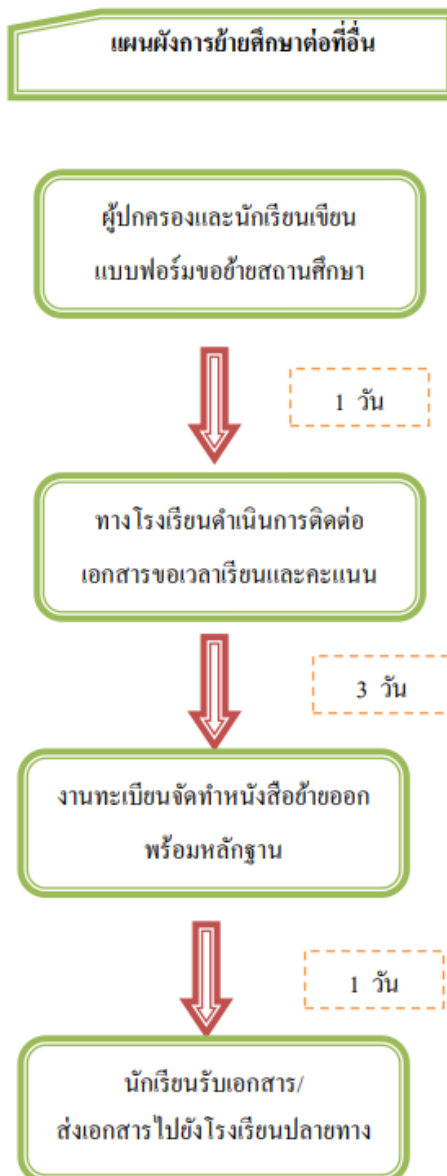 แผนผังการย้ายศึกษาต่อที่อื่น
ผู้ปกครองและนักเรียนเขียน
แบบฟอร์มขอย้ายสถานศึกษา
1 วัน
ทางโรงเรียนดำเนินการติดต่อ
เอกสารขอเวลาเรียนและคะแนน
3 วัน
งานทะเบียนจัดทำหนังสือย้ายออก
พร้อมหลักฐาน
1 วัน
นักเรียนรับเอกสาร/
ส่งเอกสารไปยังโรงเรียนปลายทาง